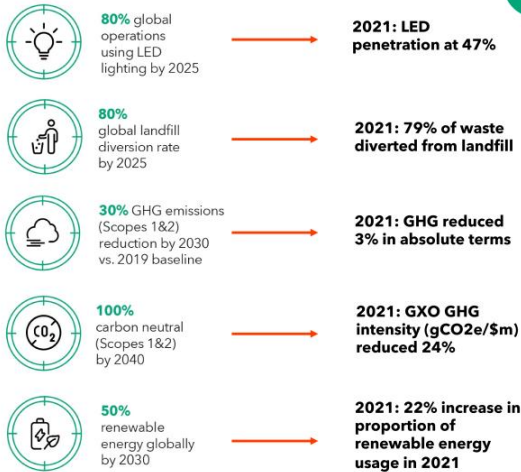 80% global
operations
using LED
lighting by 2025
2021: LED
penetration at 47%
80%
global landfill
diversion rate
by 2025
2021: 79% of waste
diverted from landfill
30% GHG emissions
(Scopes 1&2)
reduction by 2030
vs. 2019 baseline
2021: GHG reduced
3% in absolute terms
CO2
100%
carbon neutral
(Scopes 1&2)
by 2040
2021: GXO GHG
intensity (gCO2e/$m)
reduced 24%
50%
renewable
energy globally
by 2030
2021: 22% increase in
proportion of
renewable energy
usage in 2021